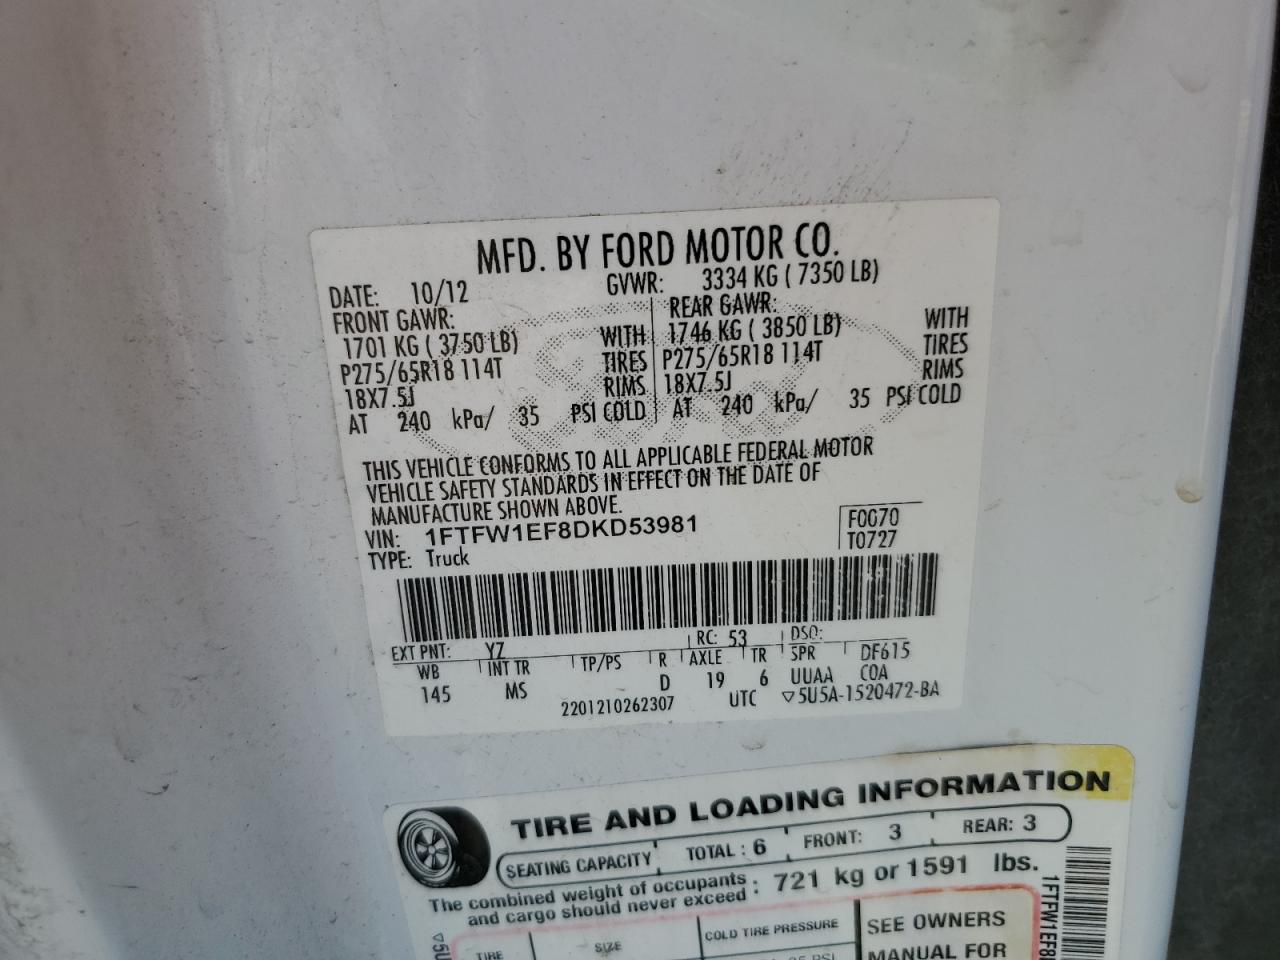 MFD. BY FORD MOTOR CO.
DATE: 10/12 GVWR: 3334 KG ( 7350 LB)
FRONT GAWR: REAR GAWR:
1701 KG ( 3750 LB) WITH 1746 KG ( 3850 LB) WITH
P275/65R18 114T TIRES P275/65R18 114T TIRES
18X7.5J RIMS 18X7.5J RIMS
AT 240 kPa/ 35 PSI COLD AT 240 kPa/ 35 PSI COLD
THIS VEHICLE CONFORMS TO ALL APPLICABLE FEDERAL MOTOR
VEHICLE SAFETY STANDARDS IN EFFECT ON THE DATE OF
MANUFACTURE SHOWN ABOVE.
VIN: 1FTFW1EF8DKD53981 F0G70
TYPE: Truck T0727
EXT PNT: YZ RC: 53 DSO:
WB INT TR TP/PS R AXLE TR SPR DF615
145 MS D 19 6 UUAA COA
2201210262307 UTC ▽5U5A-1520472-BA
TIRE AND LOADING INFORMATION
SEATING CAPACITY TOTAL : 6 FRONT: 3 REAR: 3
The combined weight of occupants : 721 kg or 1591 lbs.
and cargo should never exceed
TIRE SIZE COLD TIRE PRESSURE SEE OWNERS
MANUAL FOR
▽5U
1FTFW1EF8